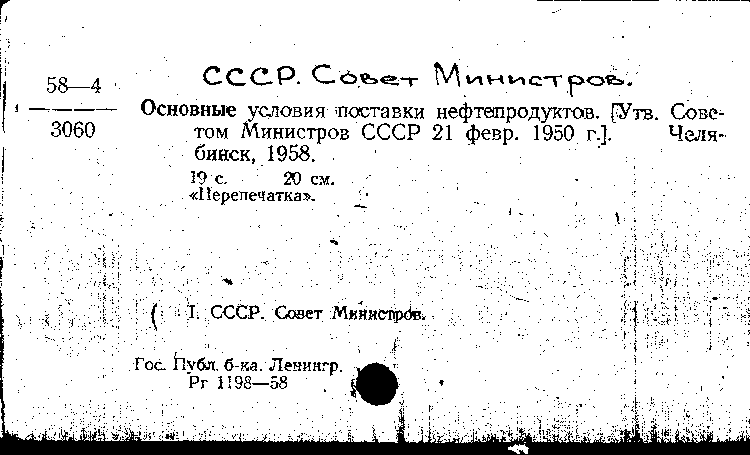 СССР. Совет Министров.
58—4
3060
Основные условия поставки нефтепродуктов. [Утв. Сове-
том Министров СССР 21 февр. 1950 г.]. Челя-
бинск, 1958.
19 с. 20 см.
«Перепечатка».
( I. СССР. Совет Министров.
Гос. Публ. б-ка. Ленингр.
Рг 1198—58